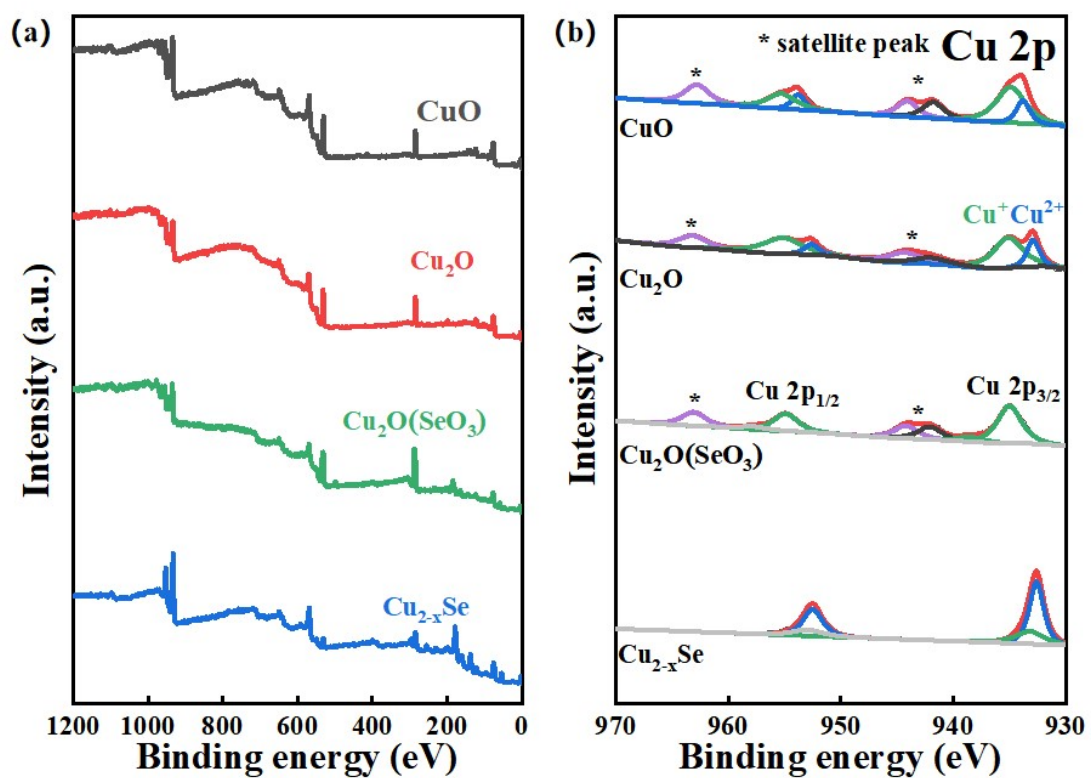 (a)
CuO
Cu₂O
Cu₂O(SeO₃)
Cu₂₋ₓSe
Intensity (a.u.)
1200 1000 800 600 400 200 0
Binding energy (eV)
(b)
* satellite peak Cu 2p
* *
CuO
Cu⁺ Cu²⁺
* *
Cu₂O
Cu 2p₁/₂ Cu 2p₃/₂
* *
Cu₂O(SeO₃)
Cu₂₋ₓSe
Intensity (a.u.)
970 960 950 940 930
Binding energy (eV)